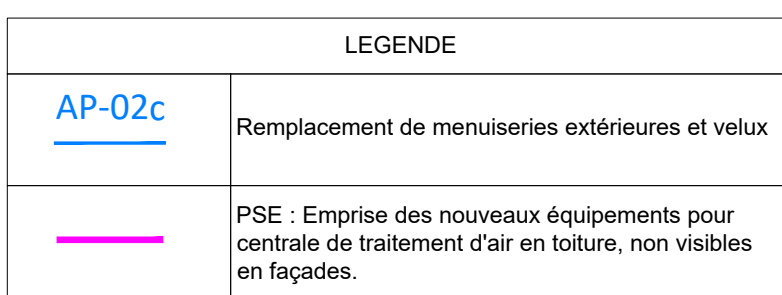 LEGENDE
AP-02c
Remplacement de menuiseries extérieures et velux
PSE : Emprise des nouveaux équipements pour
centrale de traitement d'air en toiture, non visibles
en façades.